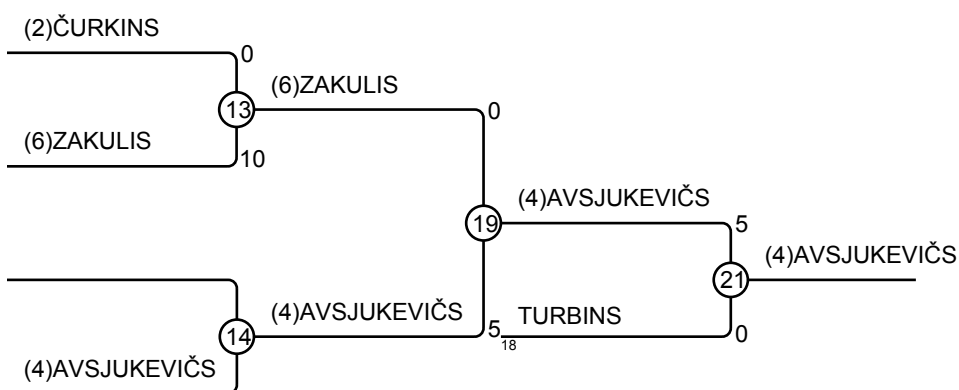 (2)ČURKINS
0
13
(6)ZAKULIS
(6)ZAKULIS
10
0
19
(4)AVSJUKEVIČS
5
21
(4)AVSJUKEVIČS
14
(4)AVSJUKEVIČS
5
18
TURBINS
0
(4)AVSJUKEVIČS